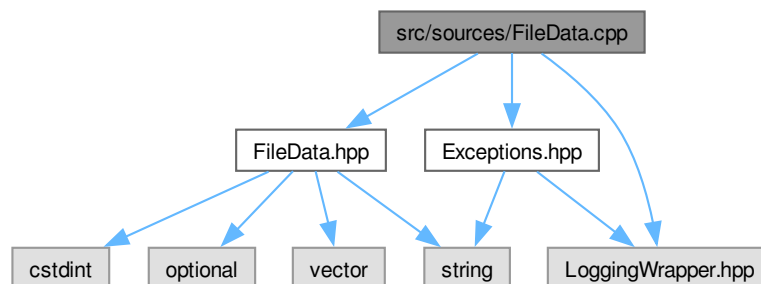 src/sources/FileData.cpp
FileData.hpp
Exceptions.hpp
cstdint
optional
vector
string
LoggingWrapper.hpp